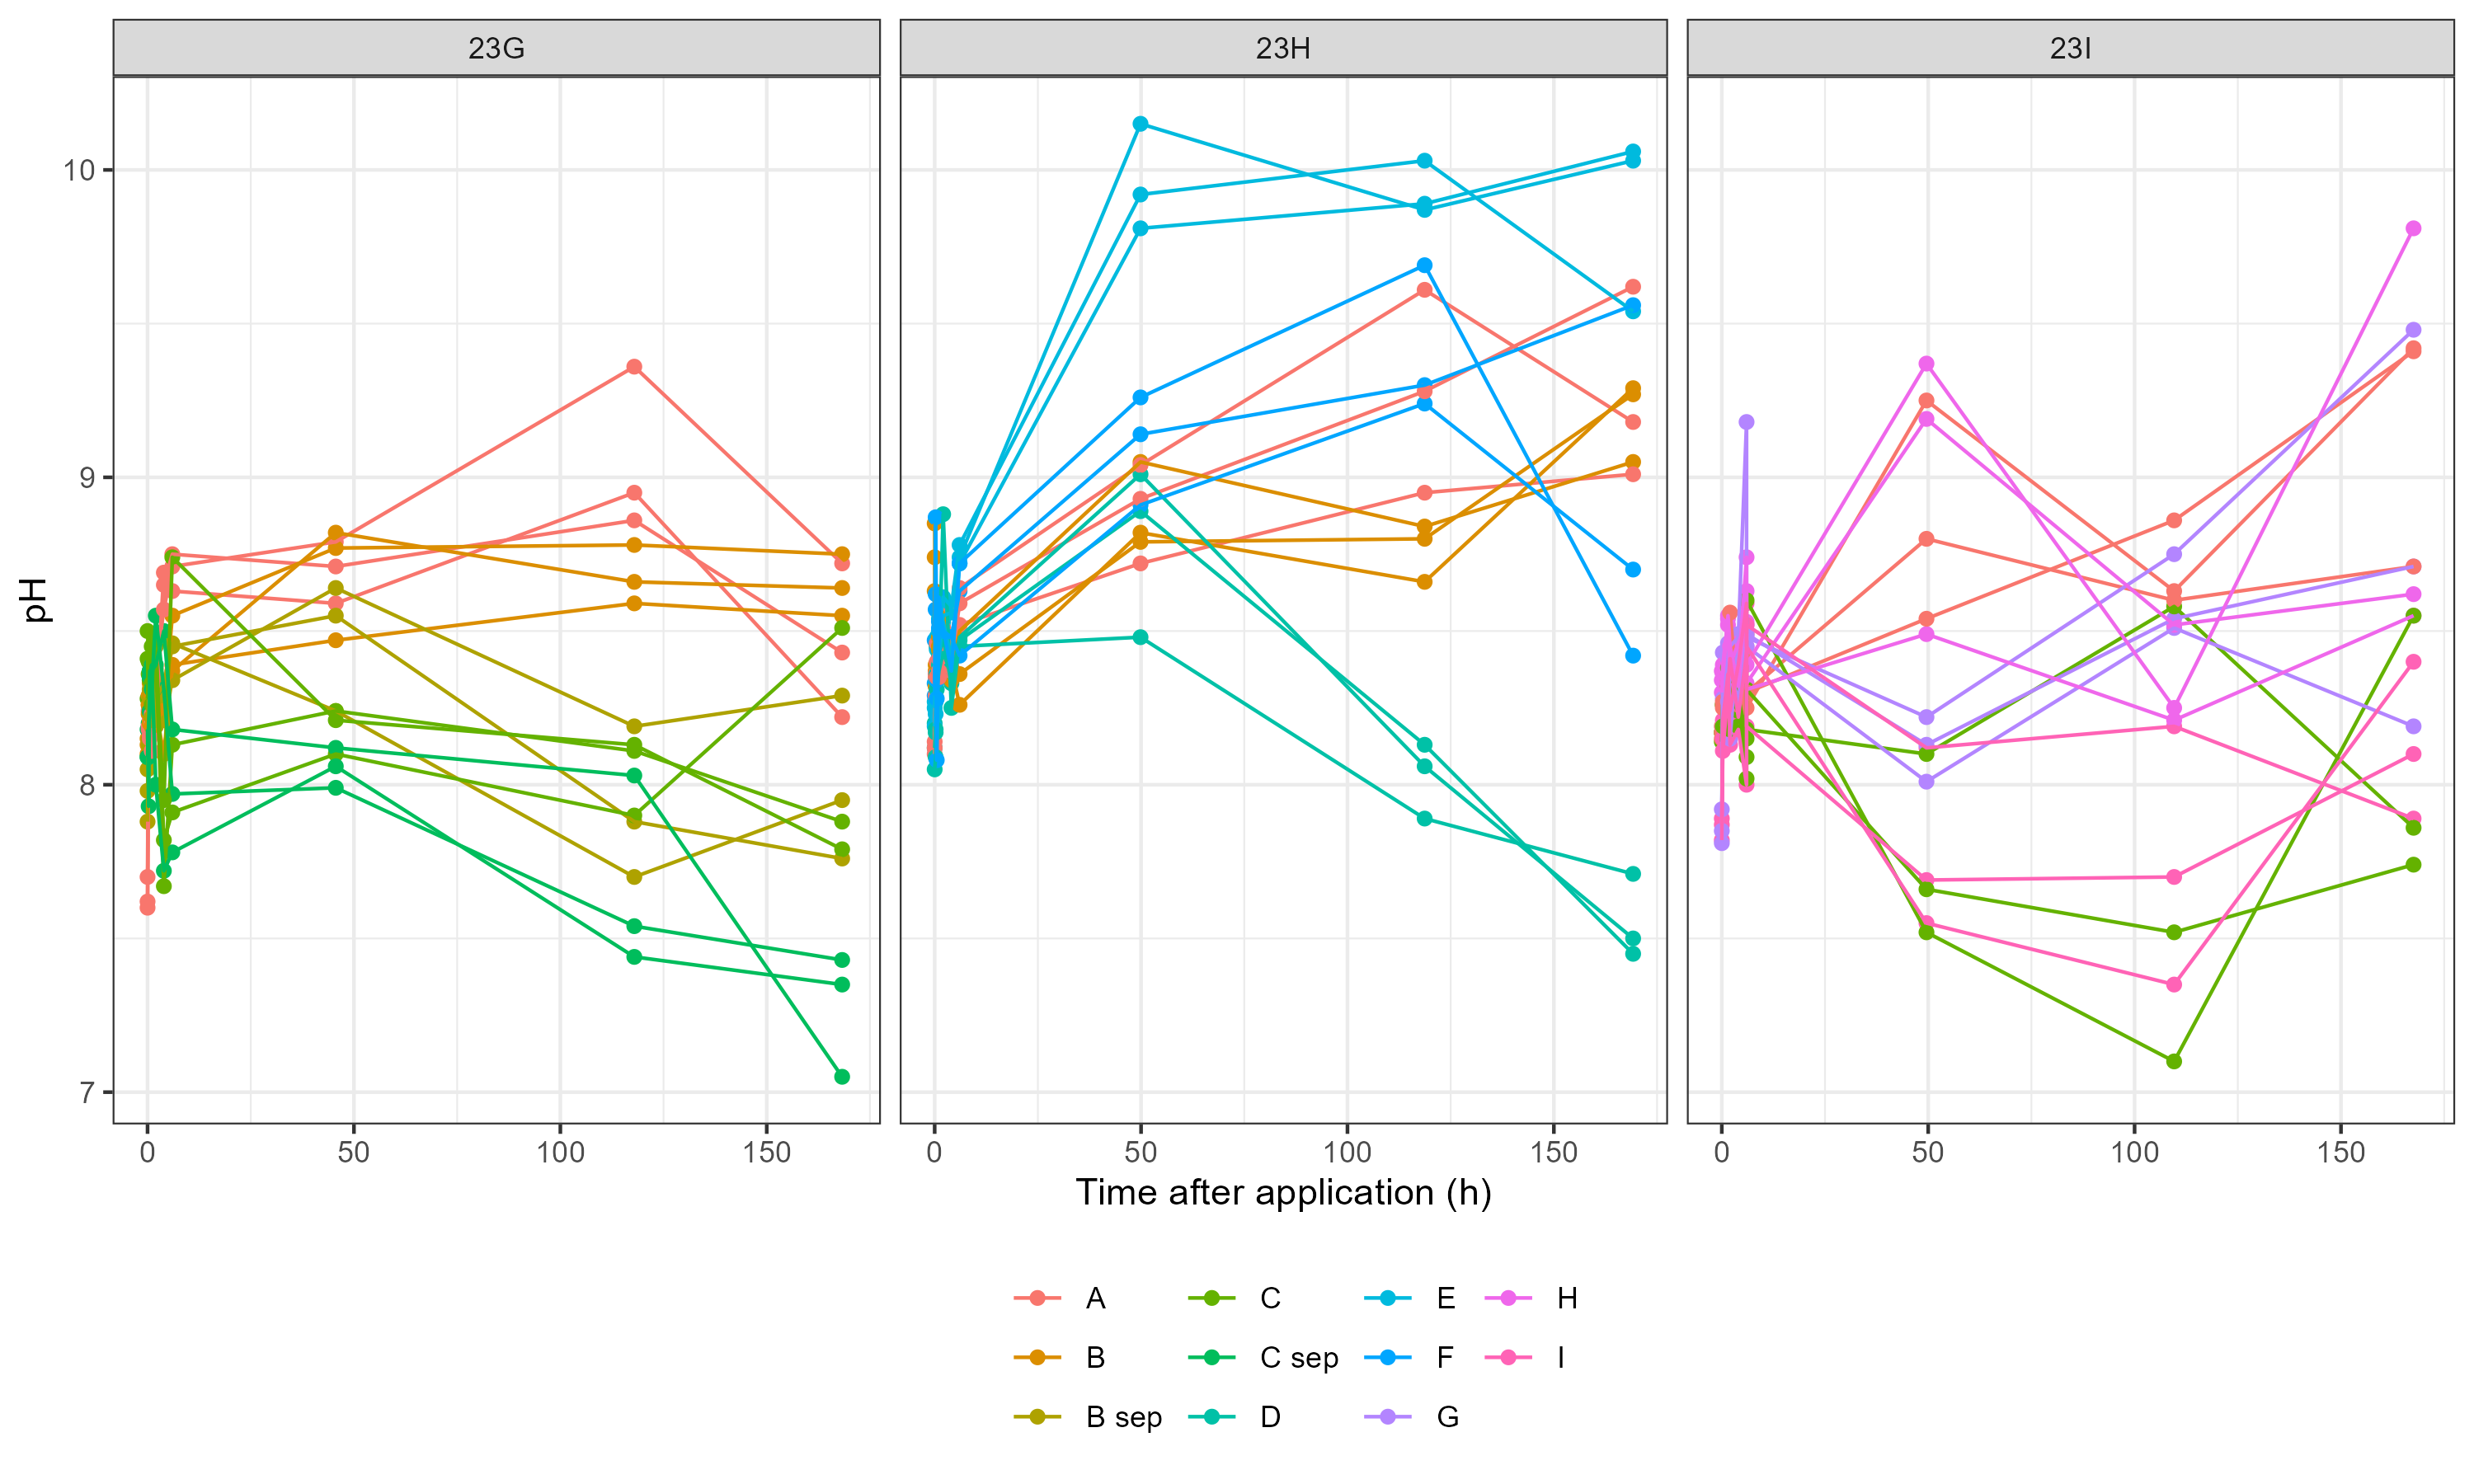 23G 23H 23I
10
9
8
7
pH
0 50 100 150 0 50 100 150 0 50 100 150
Time after application (h)
A C E H
B C sep F I
B sep D G